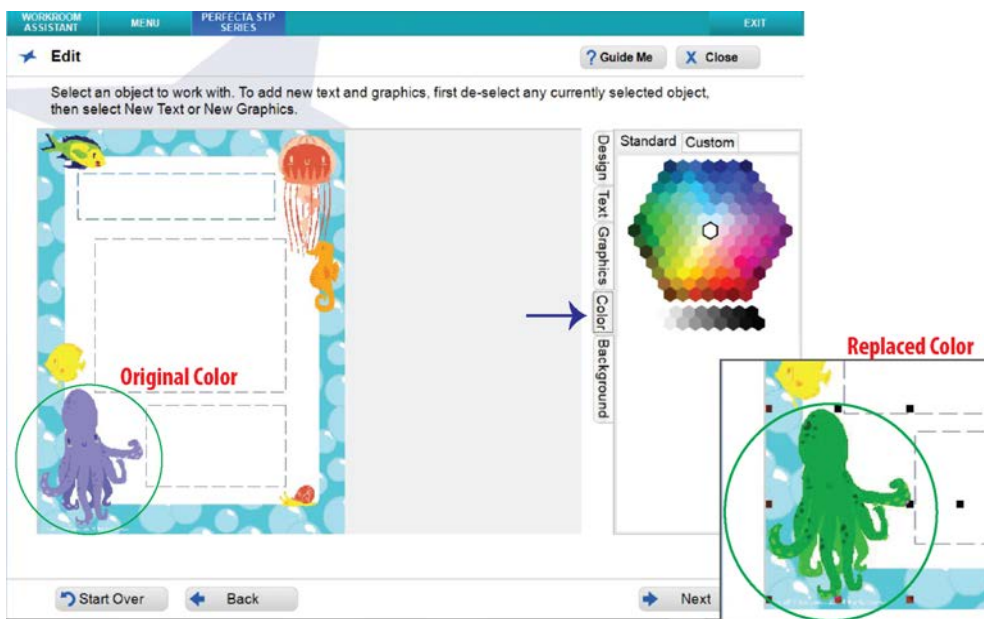 WORKROOM
ASSISTANT
MENU
PERFECTA STP
SERIES
EXIT
Edit
? Guide Me
X Close
Select an object to work with. To add new text and graphics, first de-select any currently selected object,
then select New Text or New Graphics.
Design
Text
Graphics
Color
Background
Standard
Custom
Original Color
Replaced Color
Start Over
Back
Next